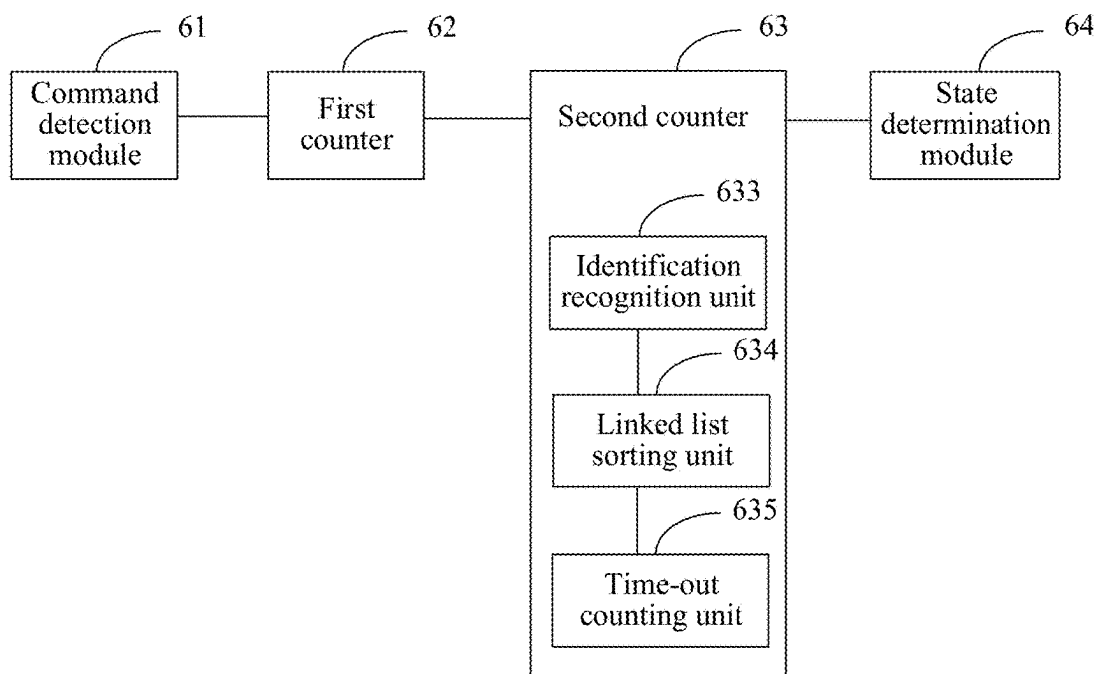 61
62
63
64
Command
detection
module
First
counter
Second counter
State
determination
module
633
Identification
recognition unit
634
Linked list
sorting unit
635
Time-out
counting unit